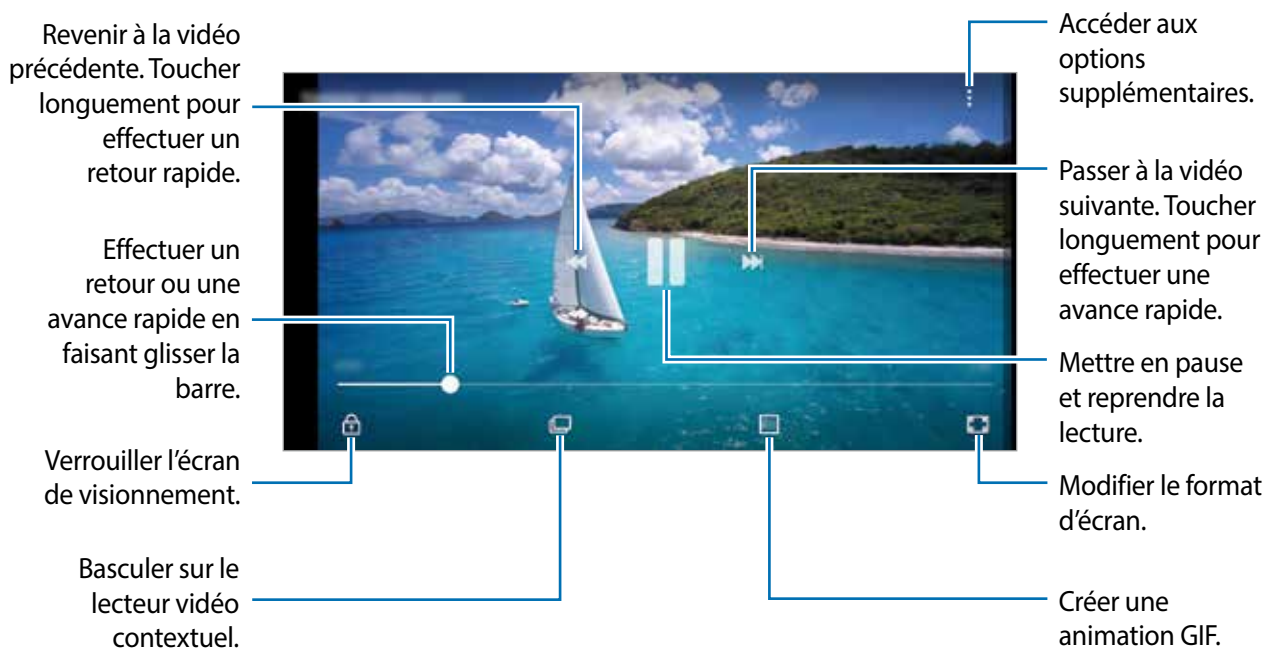 Revenir à la vidéo
précédente. Toucher
longuement pour
effectuer un
retour rapide.
Effectuer un
retour ou une
avance rapide en
faisant glisser la
barre.
Verrouiller l'écran
de visionnement.
Basculer sur le
lecteur vidéo
contextuel.
Accéder aux
options
supplémentaires.
Passer à la vidéo
suivante. Toucher
longuement pour
effectuer une
avance rapide.
Mettre en pause
et reprendre la
lecture.
Modifier le format
d'écran.
Créer une
animation GIF.